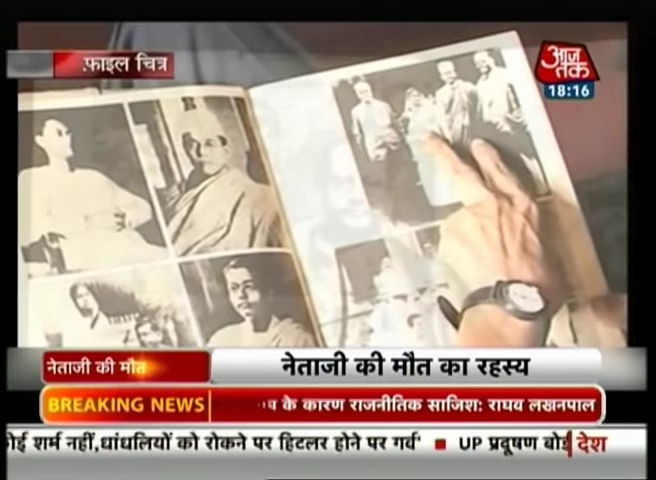 फ़ाइल चित्र
आज तक
18:16
नेताजी की मौत
नेताजी की मौत का रहस्य
BREAKING NEWS
के कारण राजनीतिक साजिश: राघव लखनपाल
शर्म नहीं,धांधलियों को रोकने पर हिटलर होने पर गर्व' ■ UP प्रदूषण बोर्ड
देश